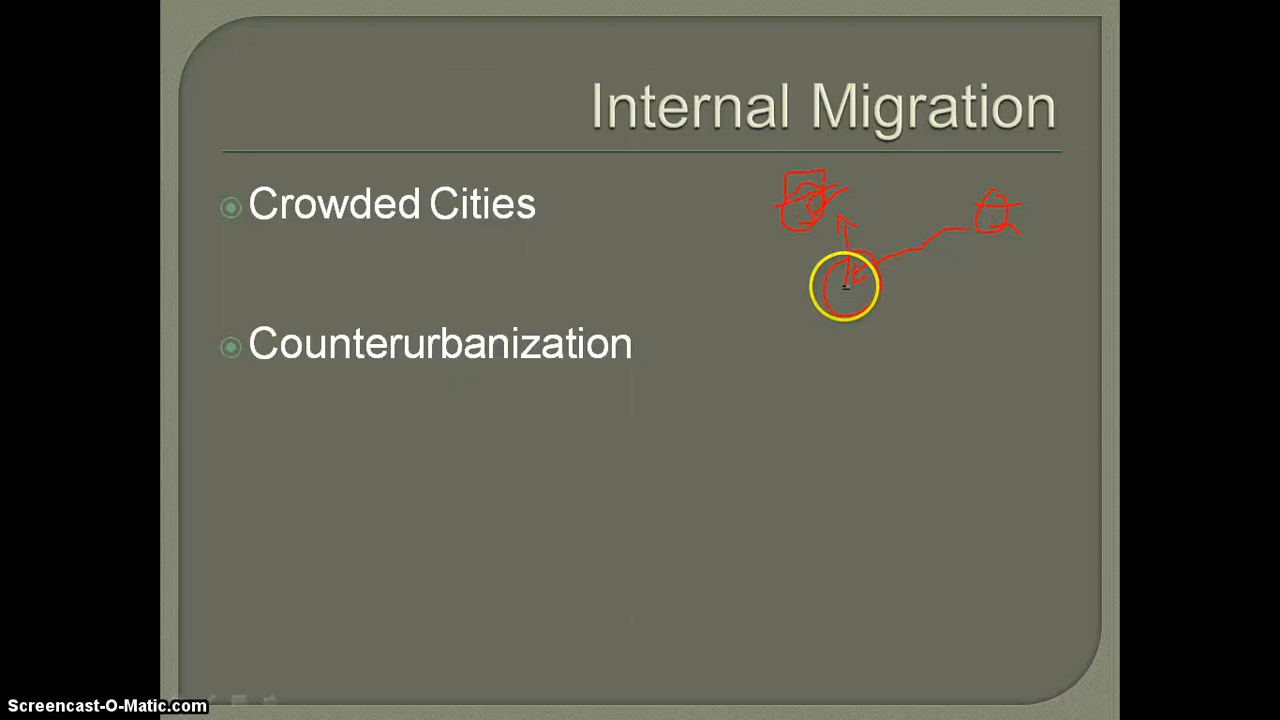 Internal Migration
Crowded Cities
Counterurbanization
Screencast-O-Matic.com